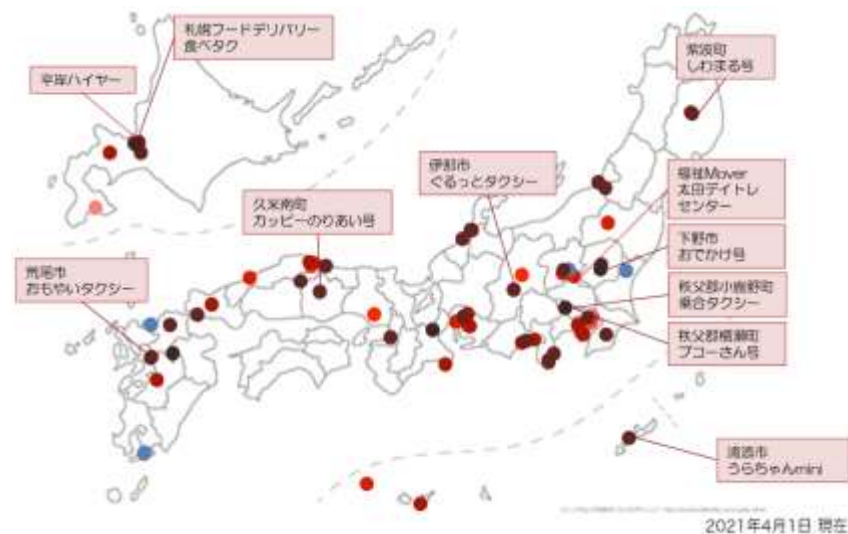 札幌フードデリバリー
食べタク
平岸ハイヤー
紫波町
しわまる号
伊那市
ぐるっとタクシー
福祉Mover
太田デイトレ
センター
久米南町
カッピーのりあい号
下野市
おでかけ号
荒尾市
おもやいタクシー
秩父郡小鹿野町
乗合タクシー
秩父郡横瀬町
ブコーさん号
浦添市
うらちゃんmini
2021年4月1日 現在